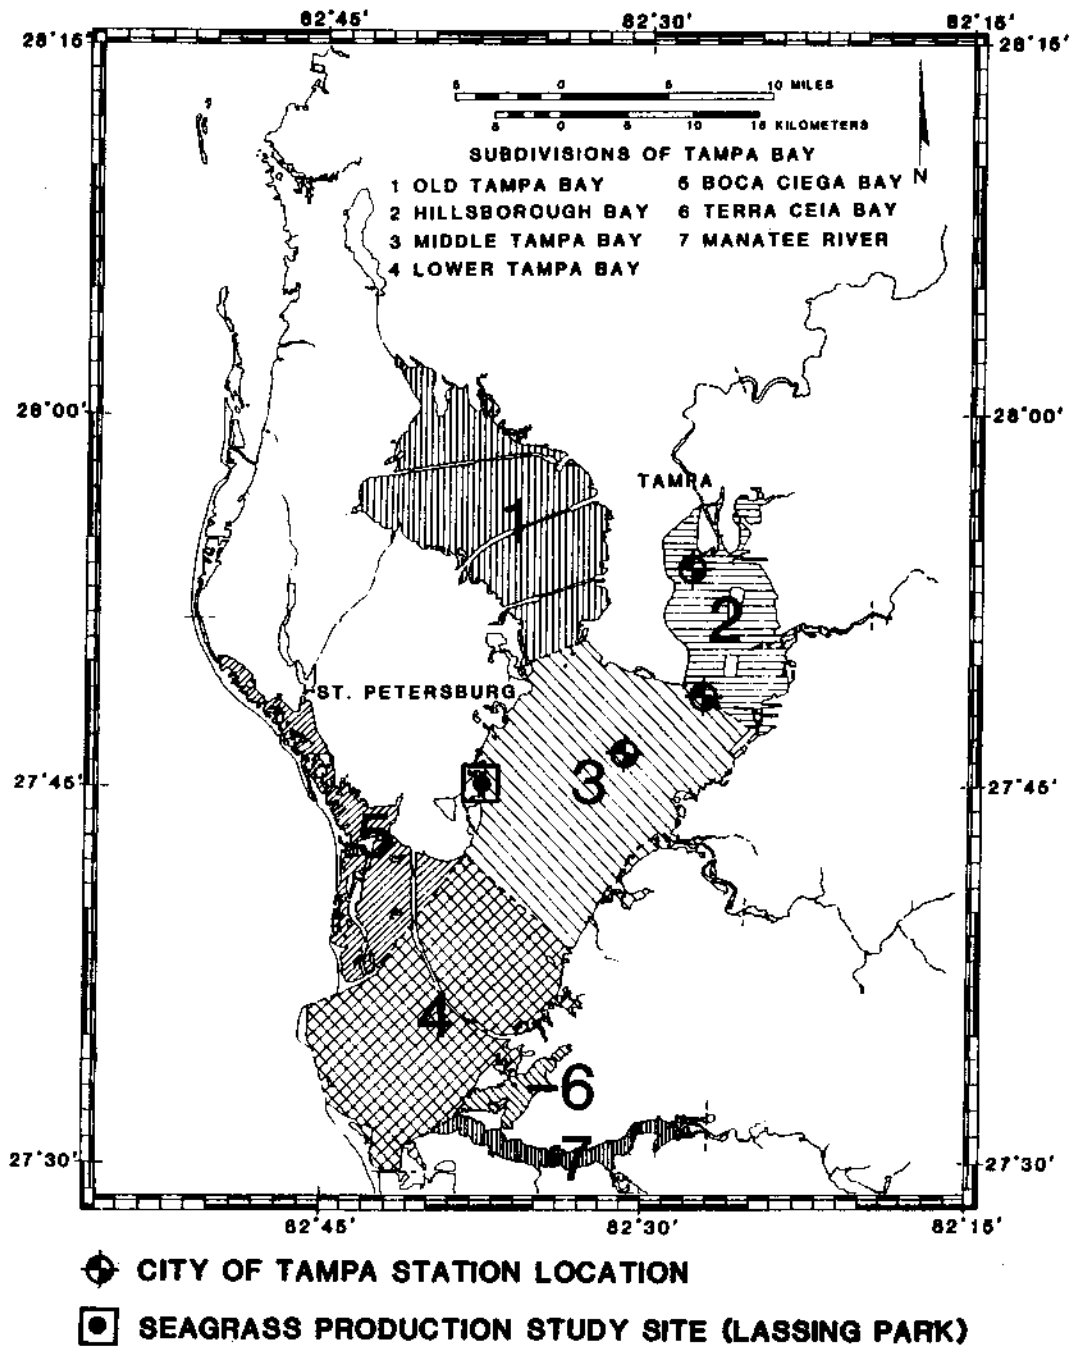 82°45' 82°30' 82°15'
28°15' 28°15'
5 0 5 10 MILES
5 0 5 10 15 KILOMETERS
SUBDIVISIONS OF TAMPA BAY
1 OLD TAMPA BAY 5 BOCA CIEGA BAY
2 HILLSBOROUGH BAY 6 TERRA CEIA BAY
3 MIDDLE TAMPA BAY 7 MANATEE RIVER
4 LOWER TAMPA BAY
N
28°00' 28°00'
TAMPA
1
2
ST. PETERSBURG
27°45' 3 27°45'
5
4
6
7
27°30' 27°30'
82°45' 82°30' 82°15'
CITY OF TAMPA STATION LOCATION
SEAGRASS PRODUCTION STUDY SITE (LASSING PARK)